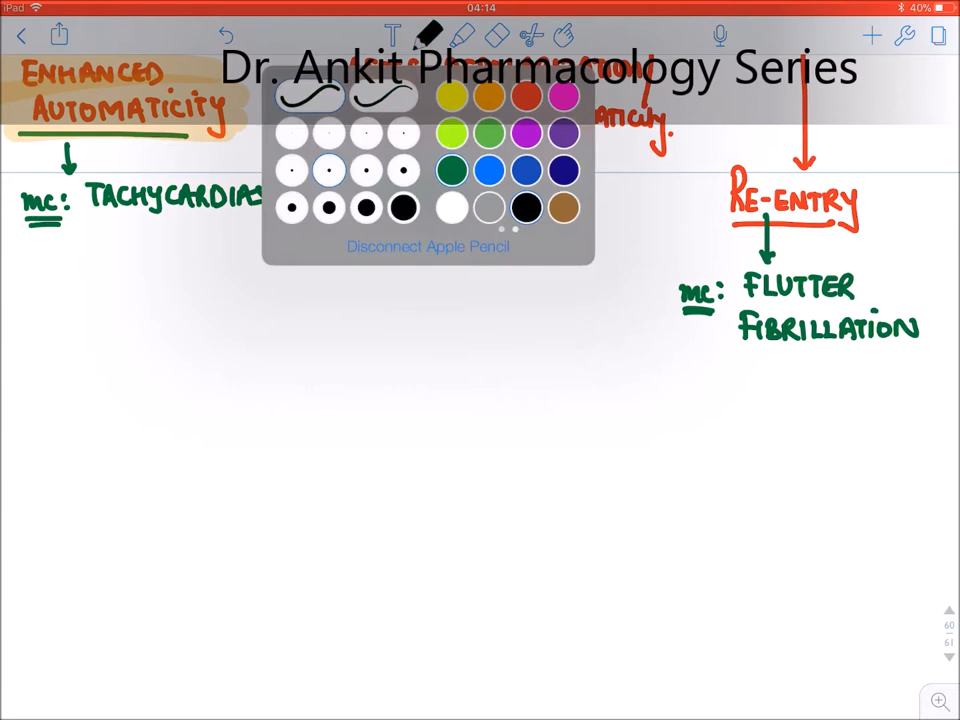 iPad 04:14 40%
Dr. Ankit Pharmacology Series
ENHANCED
AUTOMATICITY
mc: TACHYCARDIAS
Disconnect Apple Pencil
RE-ENTRY
mc: FLUTTER
FIBRILLATION
60
61